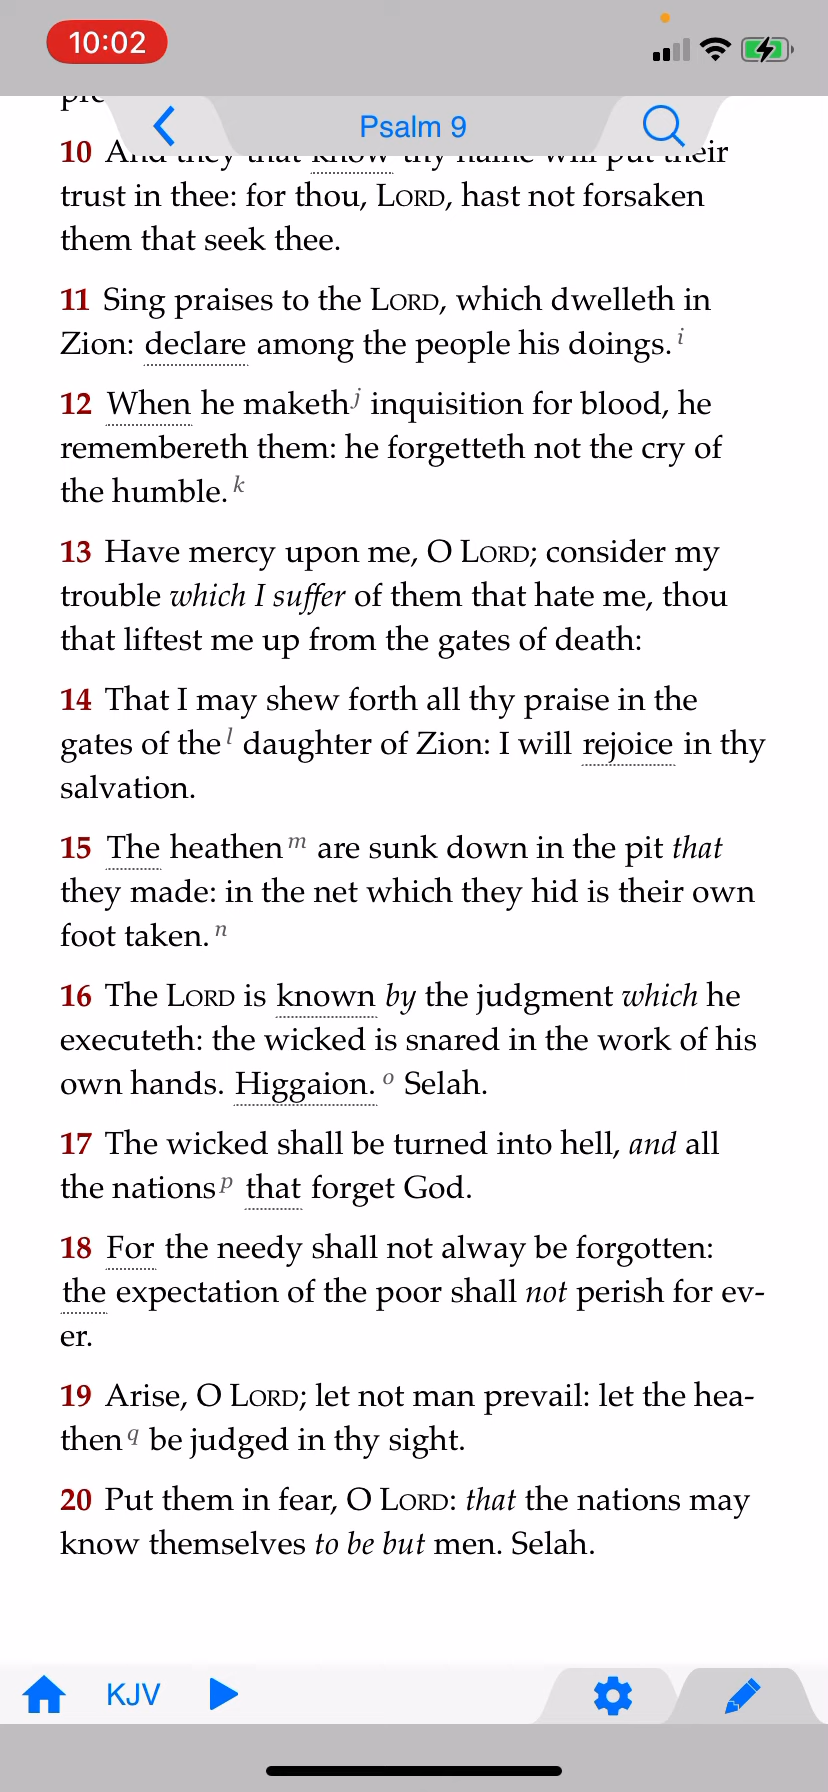 10:02
Psalm 9
10 And they that know thy name will put their
trust in thee: for thou, LORD, hast not forsaken
them that seek thee.
11 Sing praises to the LORD, which dwelleth in
Zion: declare among the people his doings. i
12 When he maketh j inquisition for blood, he
remembereth them: he forgetteth not the cry of
the humble. k
13 Have mercy upon me, O LORD; consider my
trouble which I suffer of them that hate me, thou
that liftest me up from the gates of death:
14 That I may shew forth all thy praise in the
gates of the l daughter of Zion: I will rejoice in thy
salvation.
15 The heathen m are sunk down in the pit that
they made: in the net which they hid is their own
foot taken. n
16 The LORD is known by the judgment which he
executeth: the wicked is snared in the work of his
own hands. Higgaion. o Selah.
17 The wicked shall be turned into hell, and all
the nations p that forget God.
18 For the needy shall not alway be forgotten:
the expectation of the poor shall not perish for ev-
er.
19 Arise, O LORD; let not man prevail: let the hea-
then q be judged in thy sight.
20 Put them in fear, O LORD: that the nations may
know themselves to be but men. Selah.
KJV